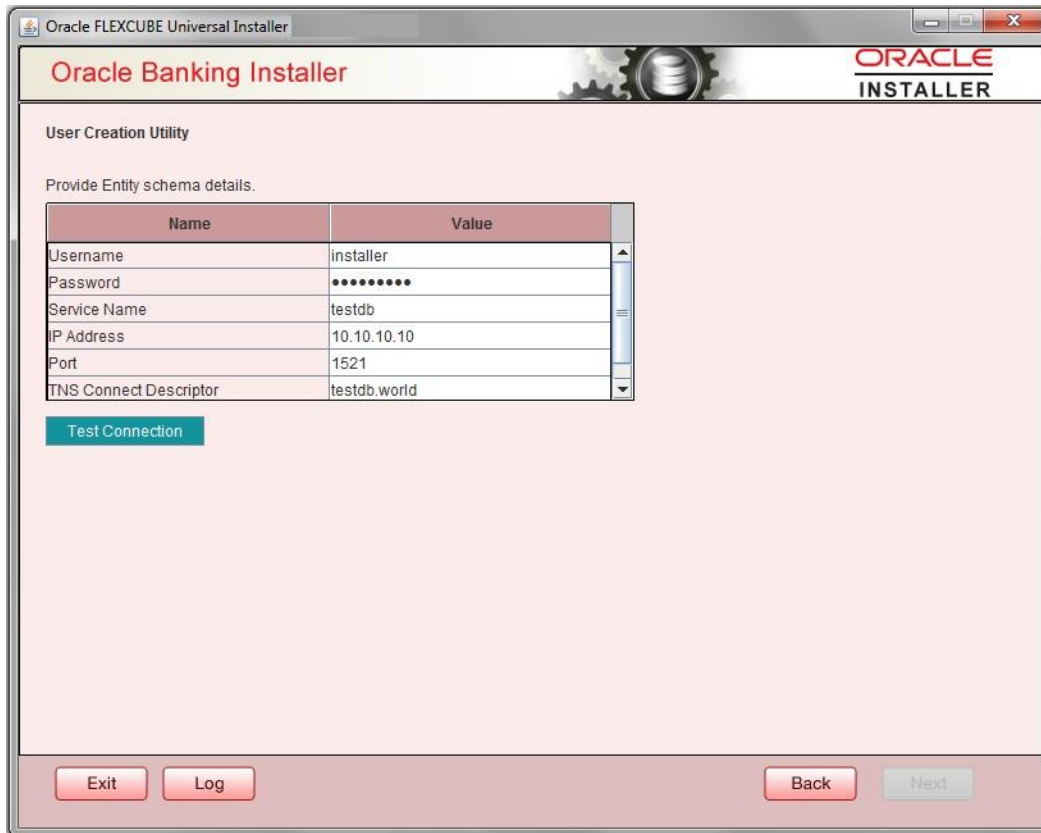 Oracle FLEXCUBE Universal Installer
Oracle Banking Installer
ORACLE
INSTALLER
User Creation Utility
Provide Entity schema details.
Name Value
Username installer
Password •••••••••
Service Name testdb
IP Address 10.10.10.10
Port 1521
TNS Connect Descriptor testdb.world
Test Connection
Exit Log Back Next